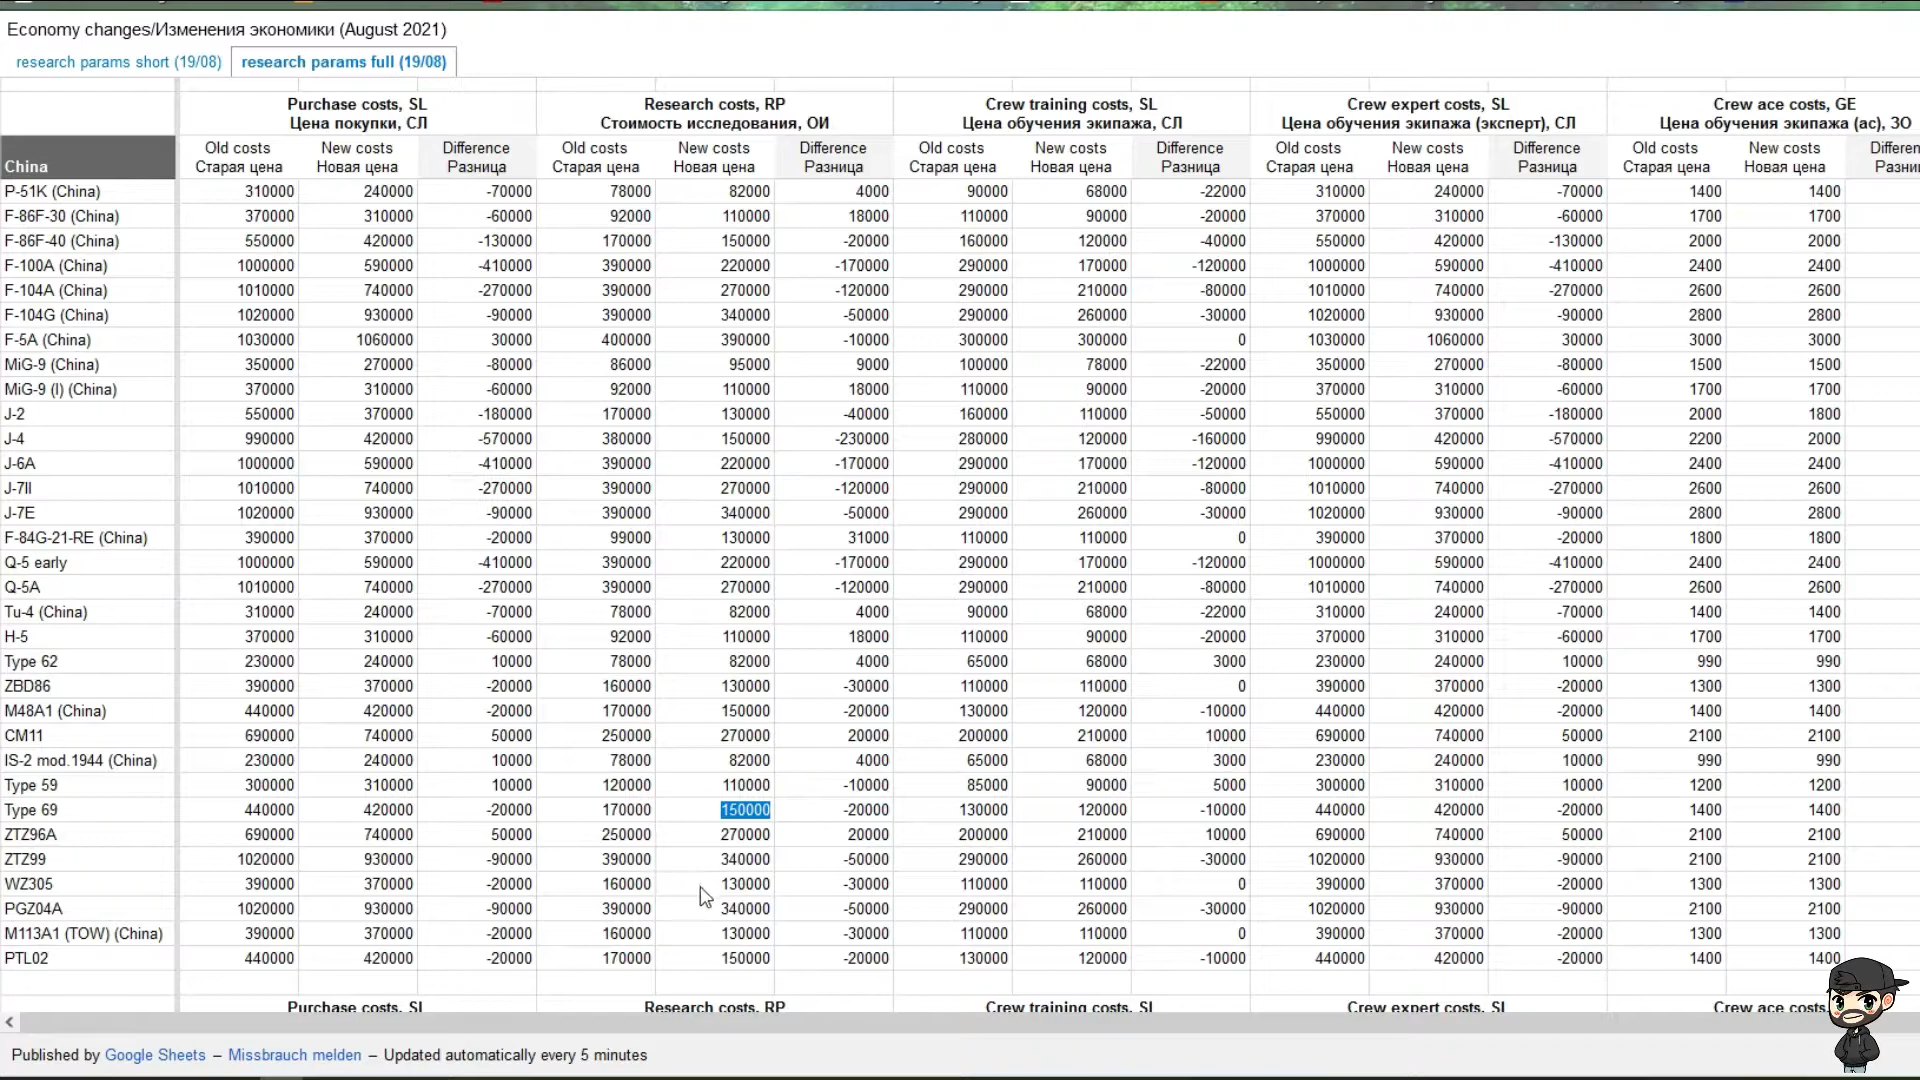 Economy changes/Изменения экономики (August 2021)
research params short (19/08) research params full (19/08)
Purchase costs, SL Research costs, RP Crew training costs, SL Crew expert costs, SL Crew ace costs, GE
Цена покупки, СЛ Стоимость исследования, ОИ Цена обучения экипажа, СЛ Цена обучения экипажа (эксперт), СЛ Цена обучения экипажа (ас), ЗО
Old costs New costs Difference Old costs New costs Difference Old costs New costs Difference Old costs New costs Difference Old costs New costs Differen
China Старая цена Новая цена Разница Старая цена Новая цена Разница Старая цена Новая цена Разница Старая цена Новая цена Разница Старая цена Новая цена Разни
P-51K (China) 310000 240000 -70000 78000 82000 4000 90000 68000 -22000 310000 240000 -70000 1400 1400
F-86F-30 (China) 370000 310000 -60000 92000 110000 18000 110000 90000 -20000 370000 310000 -60000 1700 1700
F-86F-40 (China) 550000 420000 -130000 170000 150000 -20000 160000 120000 -40000 550000 420000 -130000 2000 2000
F-100A (China) 1000000 590000 -410000 390000 220000 -170000 290000 170000 -120000 1000000 590000 -410000 2400 2400
F-104A (China) 1010000 740000 -270000 390000 270000 -120000 290000 210000 -80000 1010000 740000 -270000 2600 2600
F-104G (China) 1020000 930000 -90000 390000 340000 -50000 290000 260000 -30000 1020000 930000 -90000 2800 2800
F-5A (China) 1030000 1060000 30000 400000 390000 -10000 300000 300000 0 1030000 1060000 30000 3000 3000
MiG-9 (China) 350000 270000 -80000 86000 95000 9000 100000 78000 -22000 350000 270000 -80000 1500 1500
MiG-9 (l) (China) 370000 310000 -60000 92000 110000 18000 110000 90000 -20000 370000 310000 -60000 1700 1700
J-2 550000 370000 -180000 170000 130000 -40000 160000 110000 -50000 550000 370000 -180000 2000 1800
J-4 990000 420000 -570000 380000 150000 -230000 280000 120000 -160000 990000 420000 -570000 2200 2000
J-6A 1000000 590000 -410000 390000 220000 -170000 290000 170000 -120000 1000000 590000 -410000 2400 2400
J-7II 1010000 740000 -270000 390000 270000 -120000 290000 210000 -80000 1010000 740000 -270000 2600 2600
J-7E 1020000 930000 -90000 390000 340000 -50000 290000 260000 -30000 1020000 930000 -90000 2800 2800
F-84G-21-RE (China) 390000 370000 -20000 99000 130000 31000 110000 110000 0 390000 370000 -20000 1800 1800
Q-5 early 1000000 590000 -410000 390000 220000 -170000 290000 170000 -120000 1000000 590000 -410000 2400 2400
Q-5A 1010000 740000 -270000 390000 270000 -120000 290000 210000 -80000 1010000 740000 -270000 2600 2600
Tu-4 (China) 310000 240000 -70000 78000 82000 4000 90000 68000 -22000 310000 240000 -70000 1400 1400
H-5 370000 310000 -60000 92000 110000 18000 110000 90000 -20000 370000 310000 -60000 1700 1700
Type 62 230000 240000 10000 78000 82000 4000 65000 68000 3000 230000 240000 10000 990 990
ZBD86 390000 370000 -20000 160000 130000 -30000 110000 110000 0 390000 370000 -20000 1300 1300
M48A1 (China) 440000 420000 -20000 170000 150000 -20000 130000 120000 -10000 440000 420000 -20000 1400 1400
CM11 690000 740000 50000 250000 270000 20000 200000 210000 10000 690000 740000 50000 2100 2100
IS-2 mod.1944 (China) 230000 240000 10000 78000 82000 4000 65000 68000 3000 230000 240000 10000 990 990
Type 59 300000 310000 10000 120000 110000 -10000 85000 90000 5000 300000 310000 10000 1200 1200
Type 69 440000 420000 -20000 170000 150000 -20000 130000 120000 -10000 440000 420000 -20000 1400 1400
ZTZ96A 690000 740000 50000 250000 270000 20000 200000 210000 10000 690000 740000 50000 2100 2100
ZTZ99 1020000 930000 -90000 390000 340000 -50000 290000 260000 -30000 1020000 930000 -90000 2100 2100
WZ305 390000 370000 -20000 160000 130000 -30000 110000 110000 0 390000 370000 -20000 1300 1300
PGZ04A 1020000 930000 -90000 390000 340000 -50000 290000 260000 -30000 1020000 930000 -90000 2100 2100
M113A1 (TOW) (China) 390000 370000 -20000 160000 130000 -30000 110000 110000 0 390000 370000 -20000 1300 1300
PTL02 440000 420000 -20000 170000 150000 -20000 130000 120000 -10000 440000 420000 -20000 1400 1400
Purchase costs, SL Research costs, RP Crew training costs, SL Crew expert costs, SL Crew ace costs,
Published by Google Sheets – Missbrauch melden – Updated automatically every 5 minutes